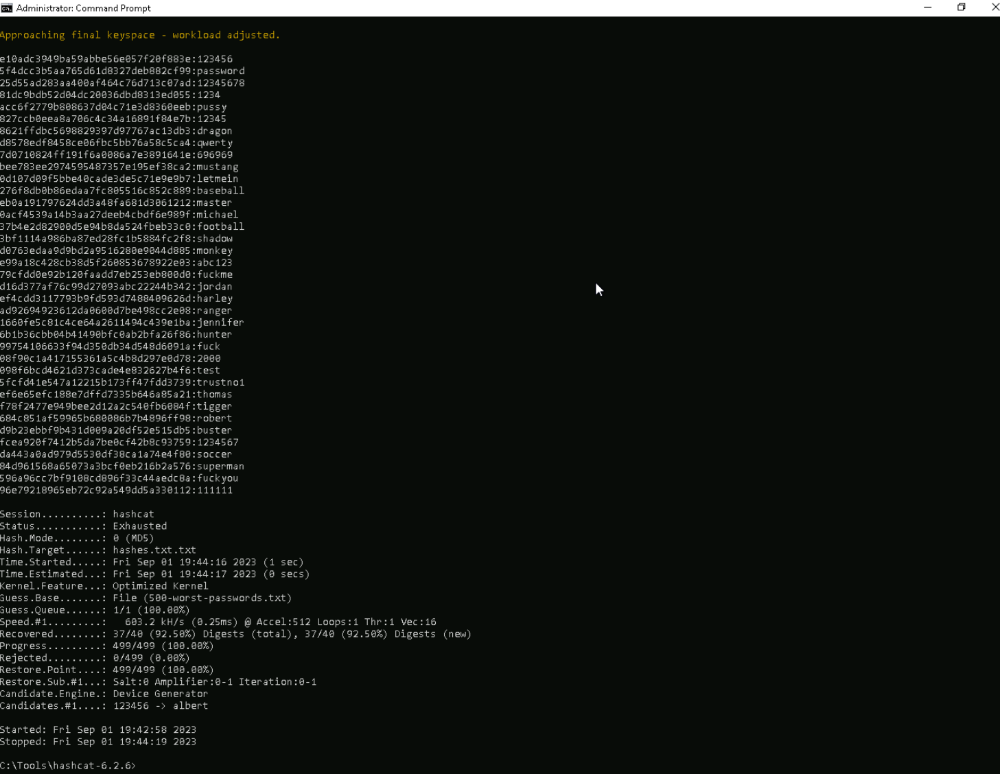 Administrator: Command Prompt
Approaching final keyspace - workload adjusted.
e10adc3949ba59abbe56e057f20f883e:123456
5f4dcc3b5aa765d61d8327deb882cf99:password
25d55ad283aa400af464c76d713c07ad:12345678
81dc9bdb52d04dc20036dbd8313ed055:1234
acc6f2779b808637d04c71e3d8360eeb:pussy
827ccb0eea8a706c4c34a16891f84e7b:12345
8621ffdbc5698829397d97767ac13db3:dragon
d8578edf8458ce06fbc5bb76a58c5ca4:qwerty
7d0710824ff191f6a0086a7e3891641e:696969
bee783ee2974595487357e195ef38ca2:mustang
0d107d09f5bbe40cade3de5c71e9e9b7:letmein
276f8db0b86edaa7fc805516c852c889:baseball
eb0a191797624dd3a48fa681d3061212:master
0acf4539a14b3aa27deeb4cbdf6e989f:michael
37b4e2d82900d5e94b8da524fbeb33c0:football
3bf1114a986ba87ed28fc1b5884fc2f8:shadow
d0763edaa9d9bd2a9516280e9044d885:monkey
e99a18c428cb38d5f260853678922e03:abc123
79cfdd0e92b120faadd7eb253eb800d0:fuckme
d16d377af76c99d27093abc22244b342:jordan
ef4cdd3117793b9fd593d7488409626d:harley
ad92694923612da0600d7be498cc2e08:ranger
1660fe5c81c4ce64a2611494c439e1ba:jennifer
6b1b36cbb04b41490bfc0ab2bfa26f86:hunter
99754106633f94d350db34d548d6091a:fuck
08f90c1a417155361a5c4b8d297e0d78:2000
098f6bcd4621d373cade4e832627b4f6:test
5fcfd41e547a12215b173ff47fdd3739:trustno1
ef6e65efc188e7dffd7335b646a85a21:thomas
f78f2477e949bee2d12a2c540fb6084f:tigger
684c851af59965b680086b7b4896ff98:robert
d9b23ebbf9b431d009a20df52e515db5:buster
fcea920f7412b5da7be0cf42b8c93759:1234567
da443a0ad979d5530df38ca1a74e4f80:soccer
84d961568a65073a3bcf0eb216b2a576:superman
596a96cc7bf9108cd896f33c44aedc8a:fuckyou
96e79218965eb72c92a549dd5a330112:111111
Session..........: hashcat
Status...........: Exhausted
Hash.Mode........: 0 (MD5)
Hash.Target......: hashes.txt.txt
Time.Started.....: Fri Sep 01 19:44:16 2023 (1 sec)
Time.Estimated...: Fri Sep 01 19:44:17 2023 (0 secs)
Kernel.Feature...: Optimized Kernel
Guess.Base.......: File (500-worst-passwords.txt)
Guess.Queue......: 1/1 (100.00%)
Speed.#1.........:   603.2 kH/s (0.25ms) @ Accel:512 Loops:1 Thr:1 Vec:16
Recovered........: 37/40 (92.50%) Digests (total), 37/40 (92.50%) Digests (new)
Progress.........: 499/499 (100.00%)
Rejected.........: 0/499 (0.00%)
Restore.Point....: 499/499 (100.00%)
Restore.Sub.#1...: Salt:0 Amplifier:0-1 Iteration:0-1
Candidate.Engine.: Device Generator
Candidates.#1....: 123456 -> albert
Started: Fri Sep 01 19:42:58 2023
Stopped: Fri Sep 01 19:44:19 2023
C:\Tools\hashcat-6.2.6>